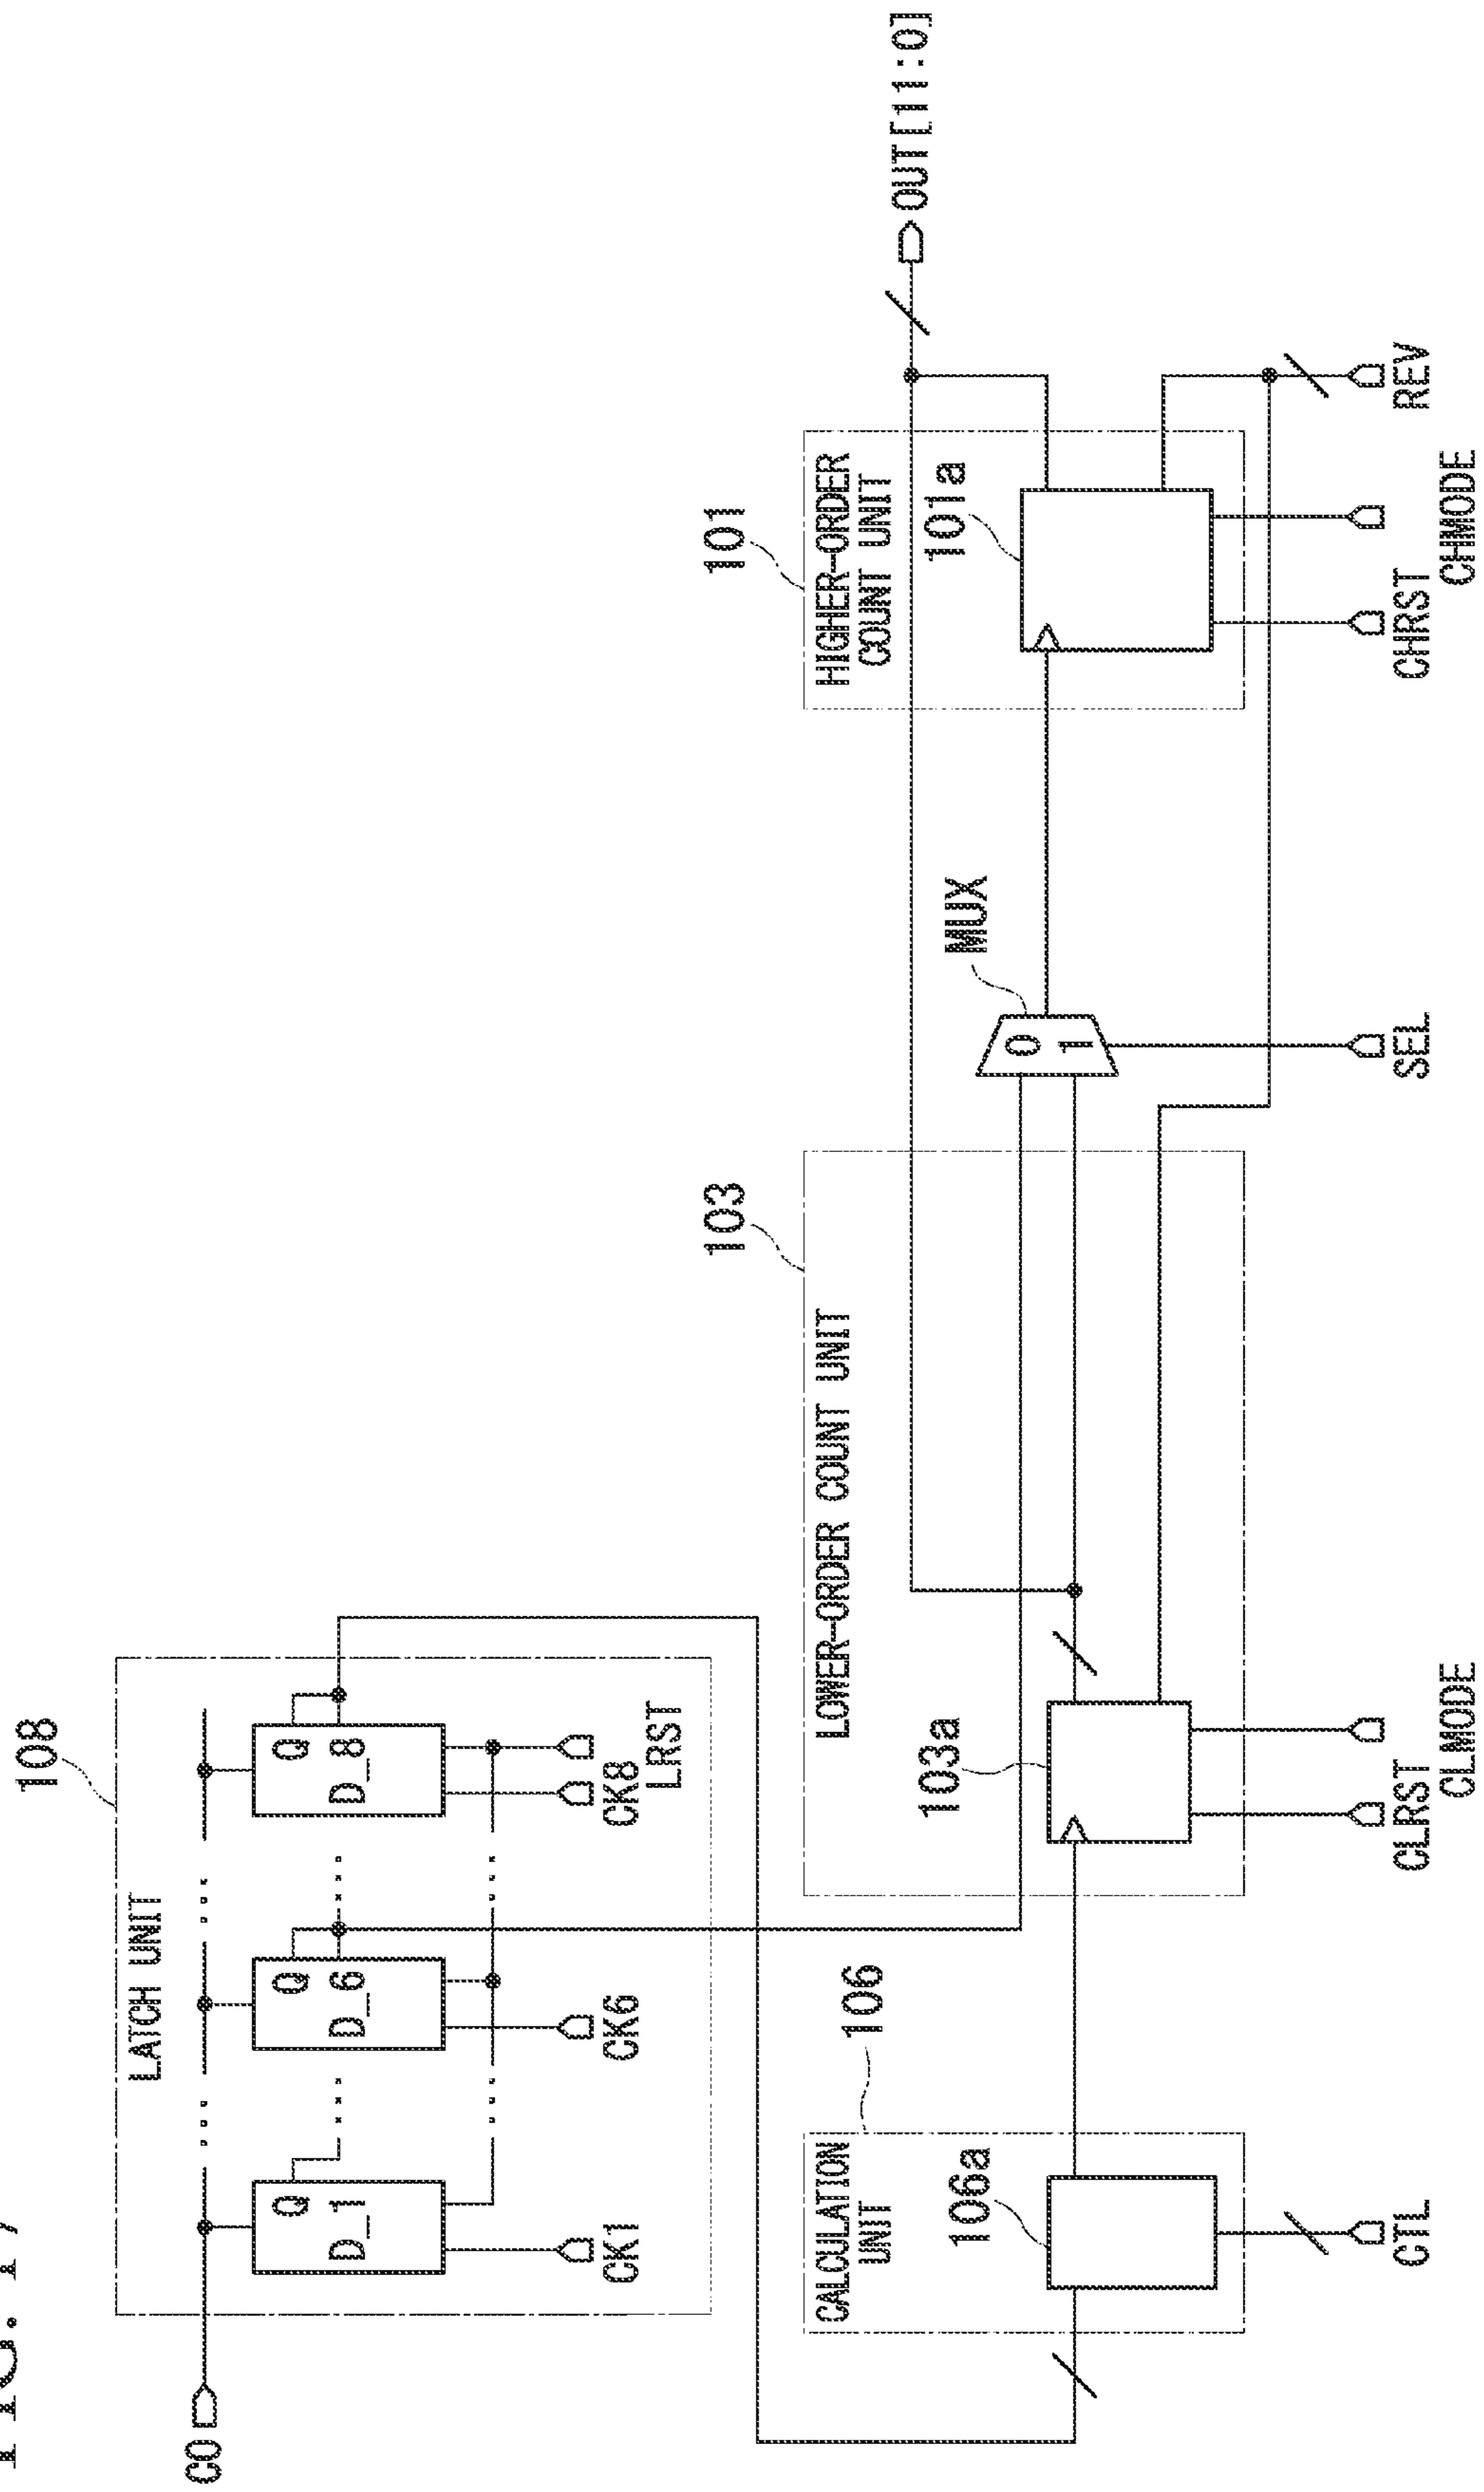 FIG. 17
108
LATCH UNIT
CO
Q
D_1
Q
D_6
Q
D_8
CK1
CK6
CK8
LRST
106
CALCULATION
UNIT
106a
CTL
103
LOWER-ORDER COUNT UNIT
103a
CLRST
CLMODE
MUX
0
1
SEL
101
HIGHER-ORDER
COUNT UNIT
101a
CHRST
CHMODE
REV
OUT[11:0]